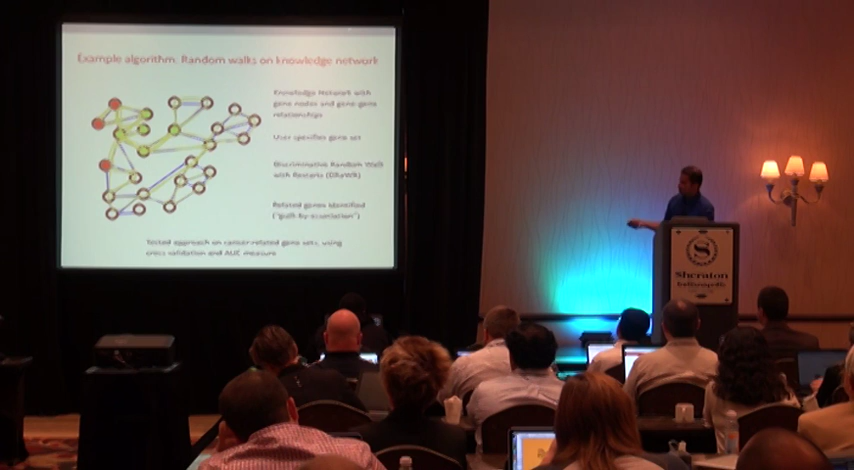 Example algorithm: Random walks on knowledge network
Knowledge Network with
gene nodes and gene-gene
relationships
User specifies gene set
Discriminative Random Walk
with Restarts (DRaWR)
Related genes identified
("guilt-by-association")
Tested approach on cancer-related gene sets, using
cross validation and AUC measure
S
Sheraton